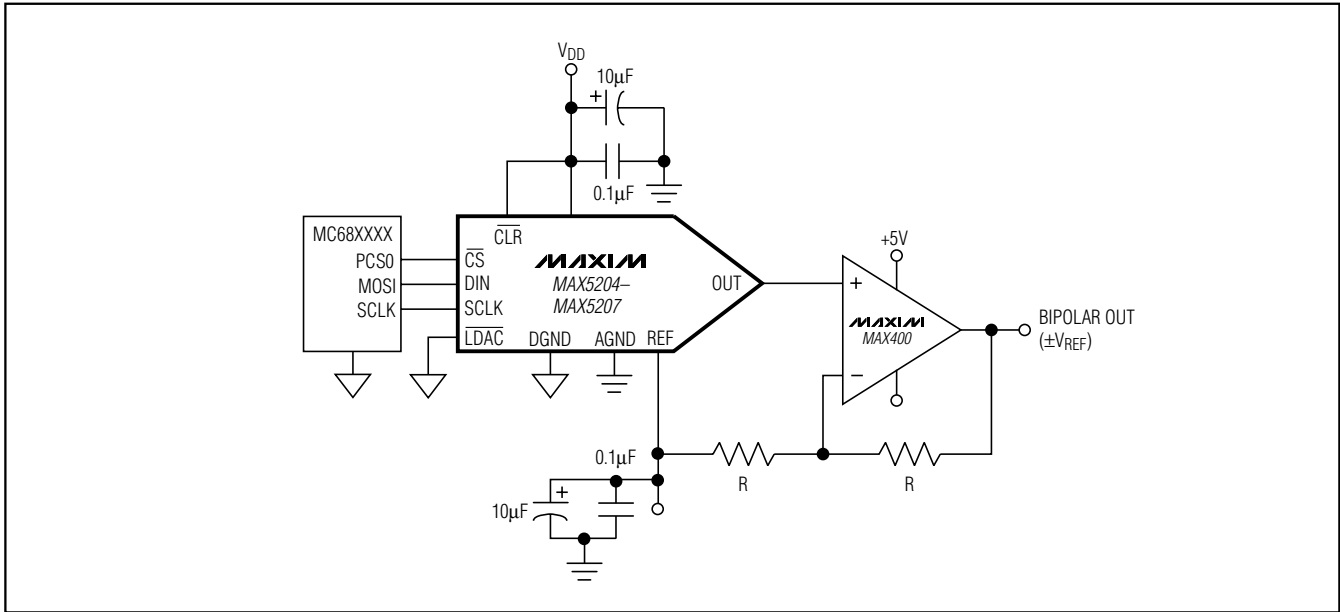 V_DD
10µF
+
0.1µF
MC68XXXX
PCS0
MOSI
SCLK
CLR
CS
DIN
SCLK
LDAC
DGND
AGND
REF
OUT
MAXIM
MAX5204–
MAX5207
+5V
+
−
MAXIM
MAX400
BIPOLAR OUT
(±V_REF)
0.1µF
+
10µF
R
R